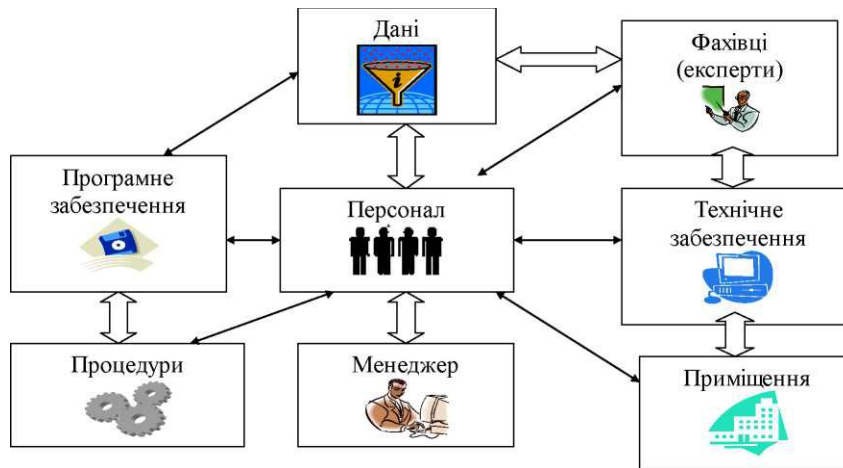 Дані
Фахівці
(експерти)
Програмне
забезпечення
Персонал
Технічне
забезпечення
Процедури
Менеджер
Приміщення